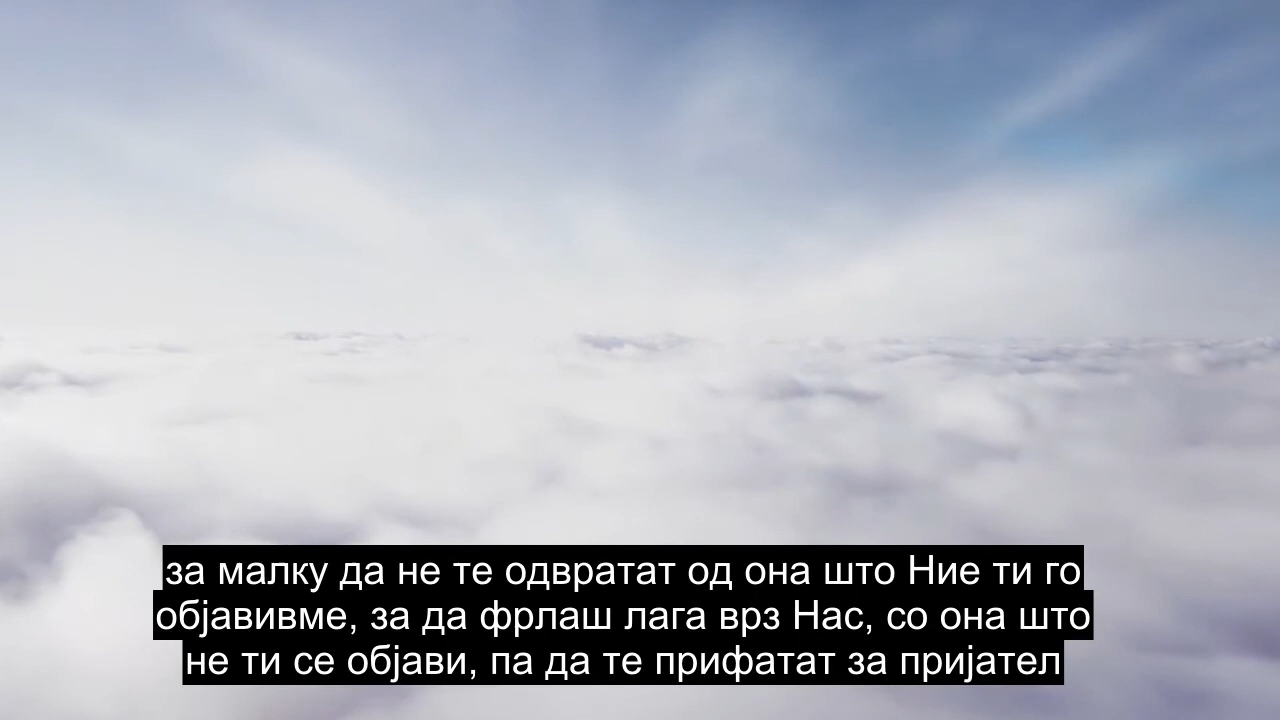 за малку да не те одвратат од она што Ние ти го
објавивме, за да фрлаш лага врз Нас, со она што
не ти се објави, па да те прифатат за пријател